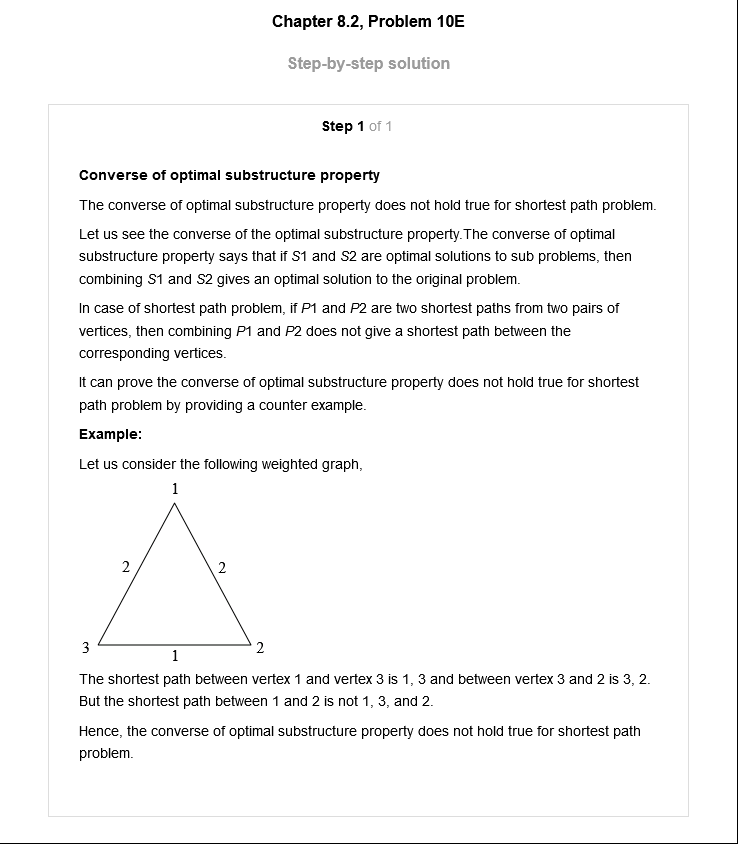 Chapter 8.2, Problem 10E
Step-by-step solution
Step 1 of 1
Converse of optimal substructure property
The converse of optimal substructure property does not hold true for shortest path problem.
Let us see the converse of the optimal substructure property.The converse of optimal
substructure property says that if S1 and S2 are optimal solutions to sub problems, then
combining S1 and S2 gives an optimal solution to the original problem.
In case of shortest path problem, if P1 and P2 are two shortest paths from two pairs of
vertices, then combining P1 and P2 does not give a shortest path between the
corresponding vertices.
It can prove the converse of optimal substructure property does not hold true for shortest
path problem by providing a counter example.
Example:
Let us consider the following weighted graph,
1
2 2
3 2
1
The shortest path between vertex 1 and vertex 3 is 1, 3 and between vertex 3 and 2 is 3, 2.
But the shortest path between 1 and 2 is not 1, 3, and 2.
Hence, the converse of optimal substructure property does not hold true for shortest path
problem.